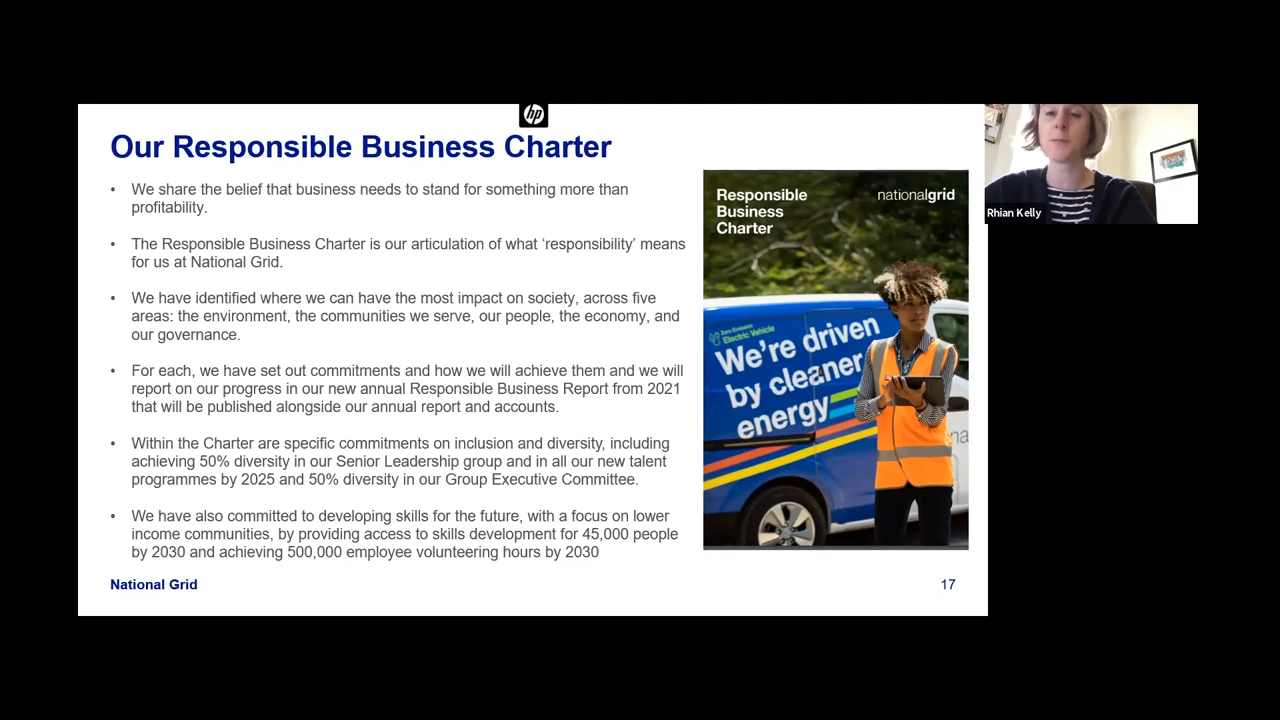 hp
Our Responsible Business Charter
• We share the belief that business needs to stand for something more than
profitability.
• The Responsible Business Charter is our articulation of what ‘responsibility’ means
for us at National Grid.
• We have identified where we can have the most impact on society, across five
areas: the environment, the communities we serve, our people, the economy, and
our governance.
• For each, we have set out commitments and how we will achieve them and we will
report on our progress in our new annual Responsible Business Report from 2021
that will be published alongside our annual report and accounts.
• Within the Charter are specific commitments on inclusion and diversity, including
achieving 50% diversity in our Senior Leadership group and in all our new talent
programmes by 2025 and 50% diversity in our Group Executive Committee.
• We have also committed to developing skills for the future, with a focus on lower
income communities, by providing access to skills development for 45,000 people
by 2030 and achieving 500,000 employee volunteering hours by 2030
National Grid
17
Responsible
Business
Charter
nationalgrid
Zero Emission
Electric Vehicle
We’re driven
by cleaner
energy
na
Rhian Kelly